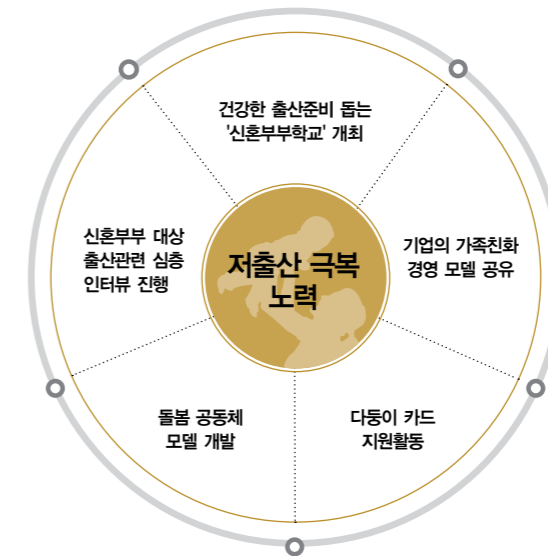 건강한 출산준비 돕는
'신혼부부학교' 개최
신혼부부 대상
출산관련 심층
인터뷰 진행
저출산 극복
노력
기업의 가족친화
경영 모델 공유
돌봄 공동체
모델 개발
다둥이 카드
지원활동